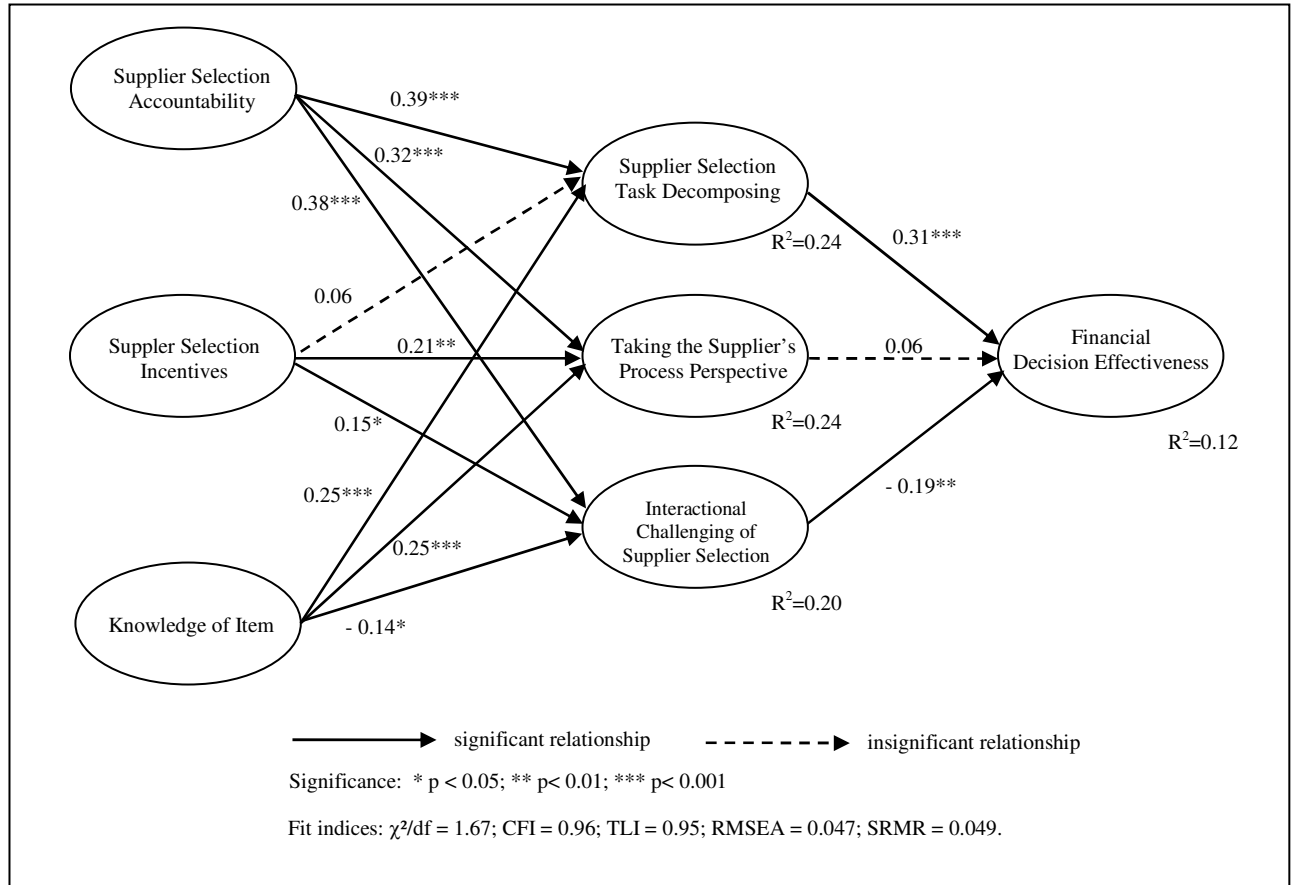 Supplier Selection
Accountability
0.39***
0.32***
0.38***
Supplier Selection
Task Decomposing
R²=0.24
0.31***
0.06
Suppler Selection
Incentives
0.21**
Taking the Supplier's
Process Perspective
R²=0.24
0.06
Financial
Decision Effectiveness
R²=0.12
0.15*
0.25***
Interactional
Challenging of
Supplier Selection
R²=0.20
- 0.19**
0.25***
Knowledge of Item
- 0.14*
significant relationship
insignificant relationship
Significance: * p < 0.05; ** p< 0.01; *** p< 0.001
Fit indices: χ²/df = 1.67; CFI = 0.96; TLI = 0.95; RMSEA = 0.047; SRMR = 0.049.